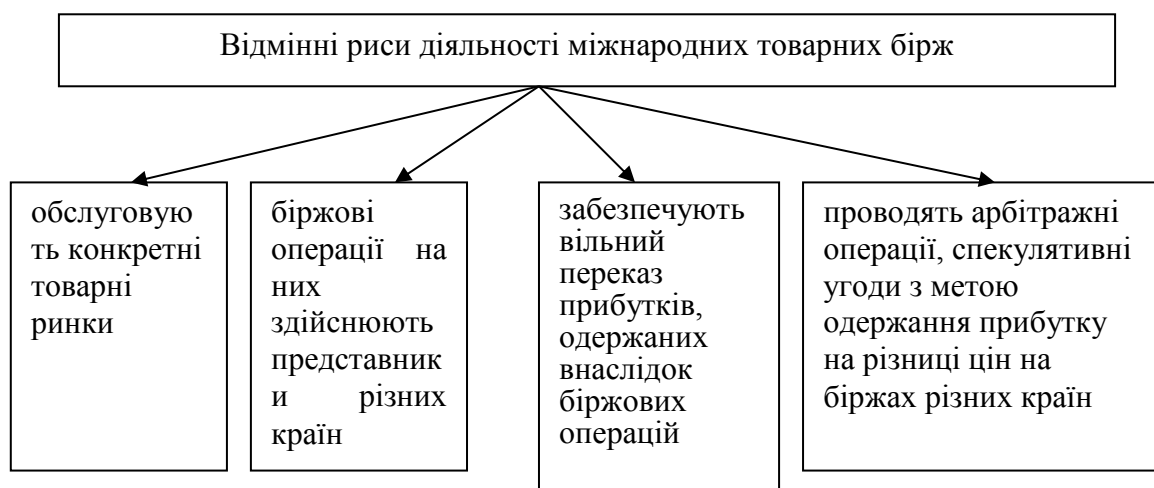 Відмінні риси діяльності міжнародних товарних бірж
обслуговую
ть конкретні
товарні
ринки
біржові
операції на
них
здійснюють
представник
и різних
країн
забезпечують
вільний
переказ
прибутків,
одержаних
внаслідок
біржових
операцій
проводять арбітражні
операції, спекулятивні
угоди з метою
одержання прибутку
на різниці цін на
біржах різних країн